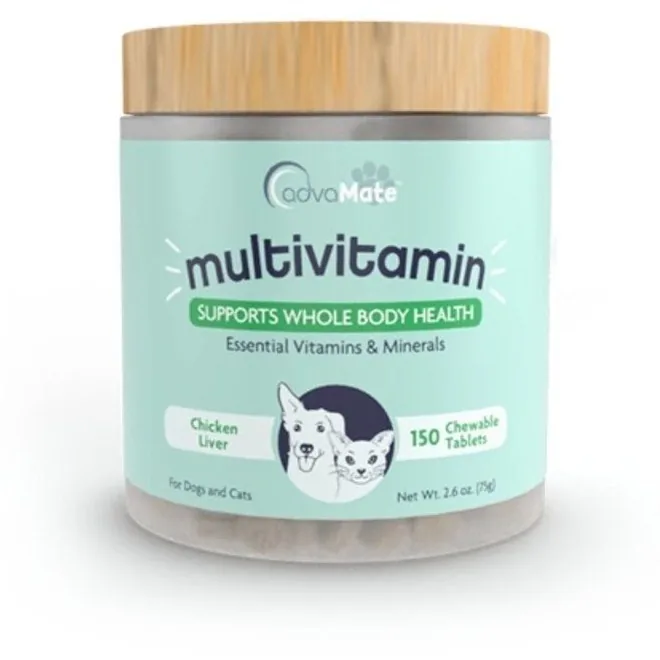 advaMate™
multivitamin
SUPPORTS WHOLE BODY HEALTH
Essential Vitamins & Minerals
Chicken
Liver
150 Chewable
Tablets
For Dogs and Cats
Net Wt. 2.6 oz. (75g)